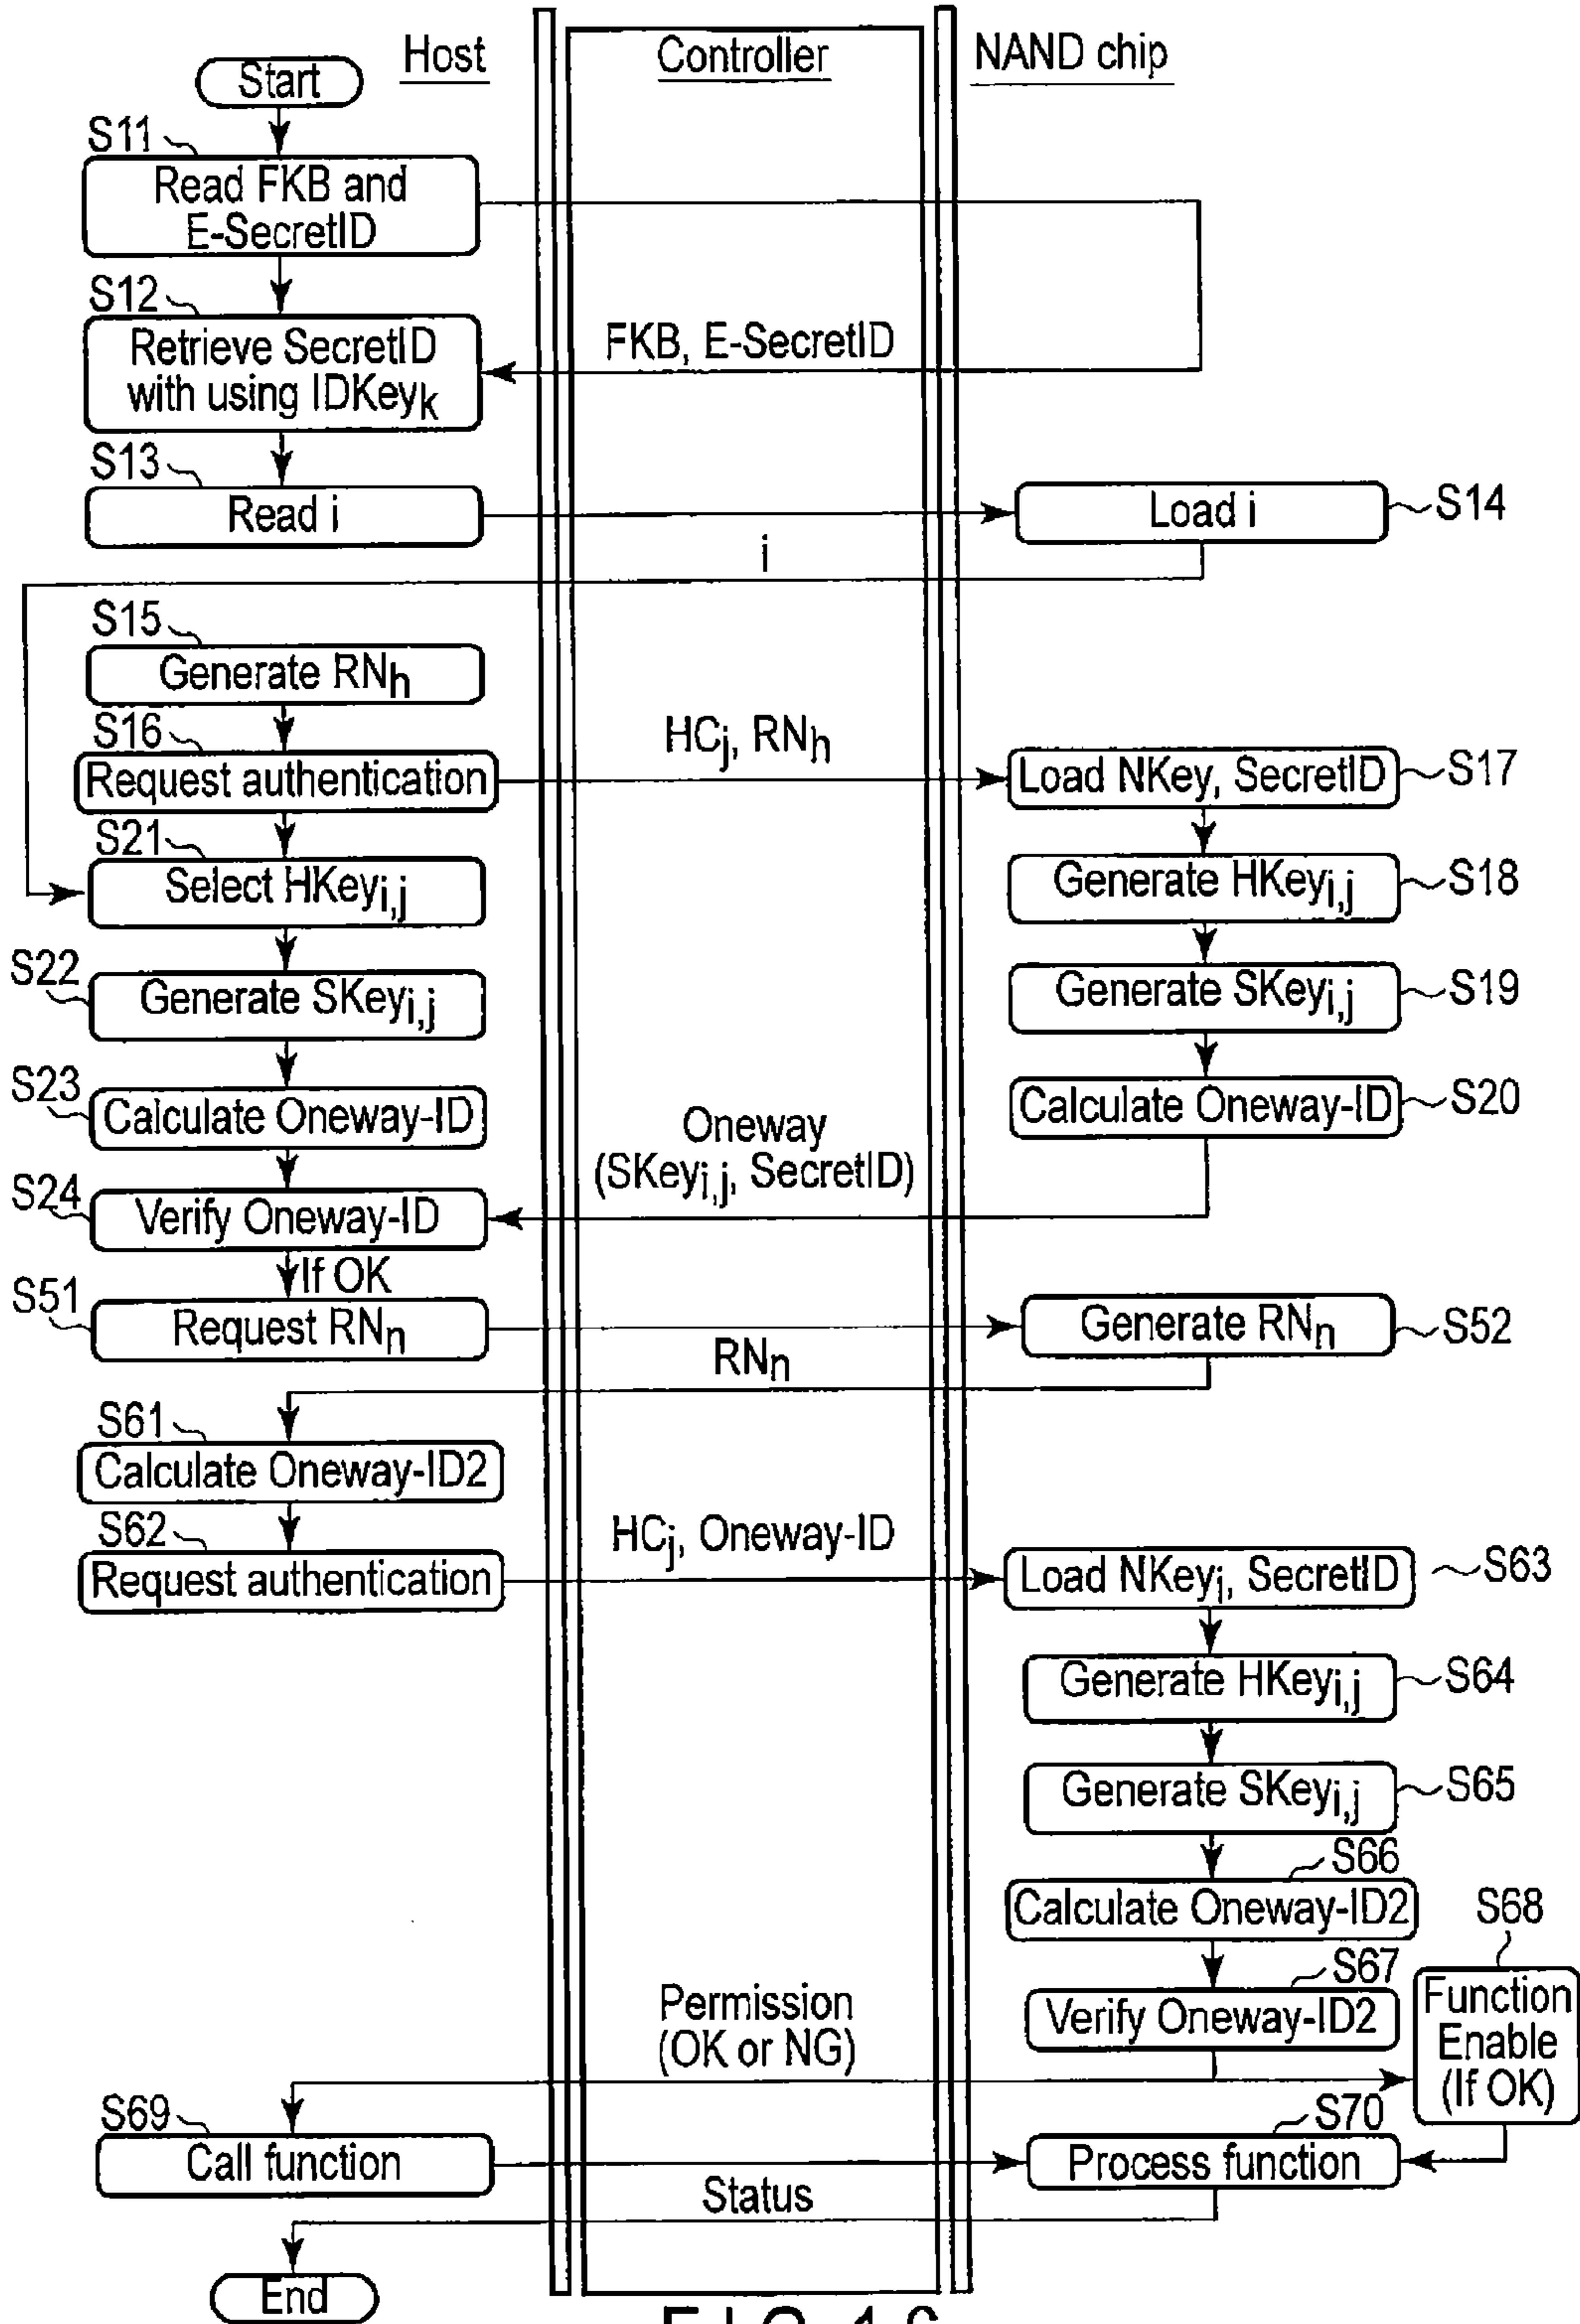 Host
Controller
NAND chip
Start
S11
Read FKB and
E-SecretID
S12
Retrieve SecretID
with using IDKeyk
FKB, E-SecretID
S13
Read i
Load i
S14
i
S15
Generate RNh
S16
Request authentication
HCj, RNh
Load NKey, SecretID
S17
S21
Select HKeyi,j
Generate HKeyi,j
S18
S22
Generate SKeyi,j
Generate SKeyi,j
S19
S23
Calculate Oneway-ID
Calculate Oneway-ID
S20
Oneway
(SKeyi,j, SecretID)
S24
Verify Oneway-ID
If OK
S51
Request RNn
Generate RNn
S52
RNn
S61
Calculate Oneway-ID2
S62
Request authentication
HCj, Oneway-ID
Load NKeyi, SecretID
S63
Generate HKeyi,j
S64
Generate SKeyi,j
S65
S66
Calculate Oneway-ID2
S67
Verify Oneway-ID2
S68
Function
Enable
(If OK)
Permission
(OK or NG)
S69
Call function
S70
Process function
Status
End